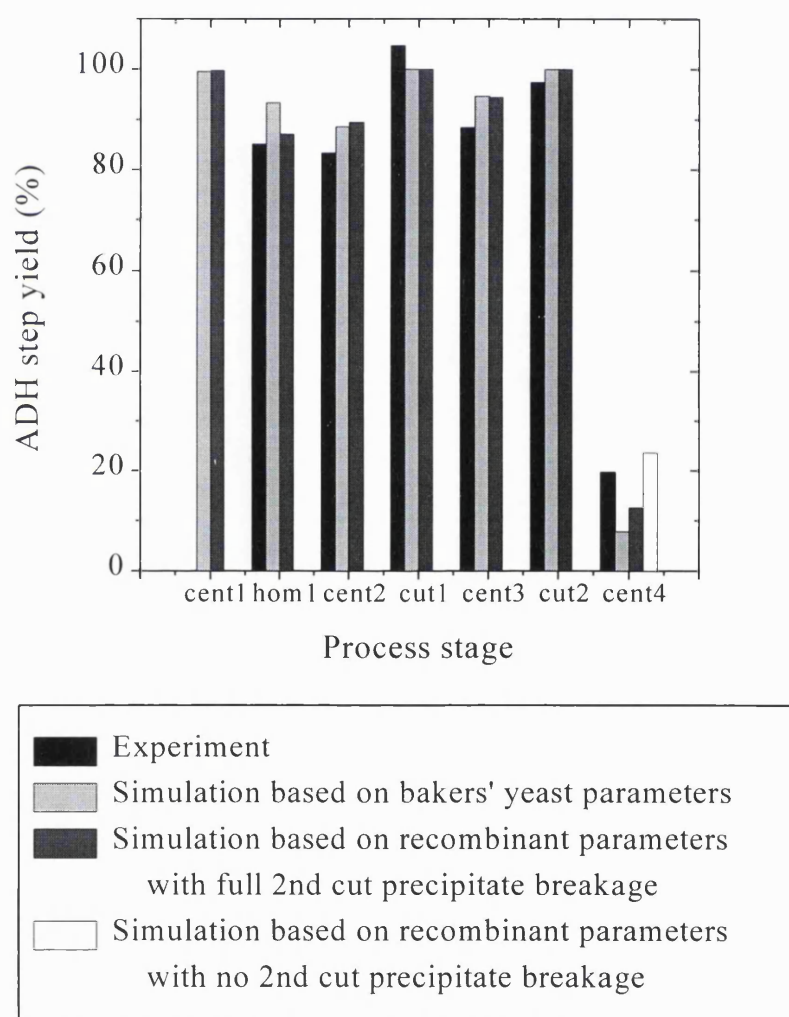 100
80
60
40
20
0
ADH step yield (%)
cent1 hom1 cent2 cut1 cent3 cut2 cent4
Process stage
Experiment
Simulation based on bakers' yeast parameters
Simulation based on recombinant parameters
with full 2nd cut precipitate breakage
Simulation based on recombinant parameters
with no 2nd cut precipitate breakage